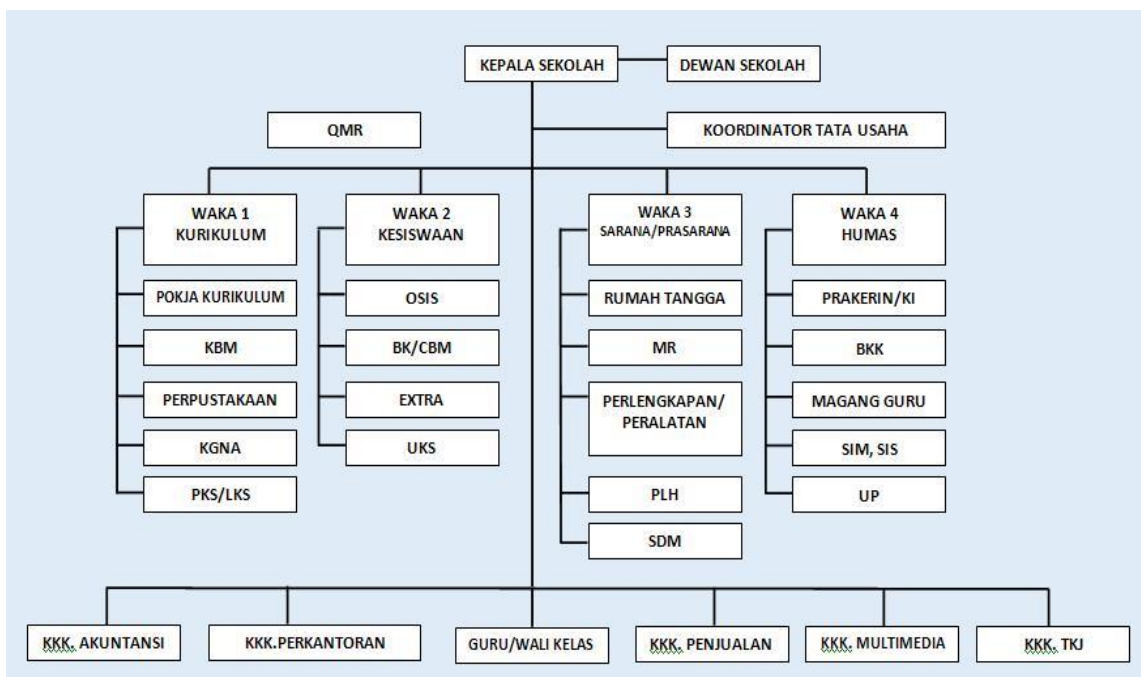 KEPALA SEKOLAH
DEWAN SEKOLAH
QMR
KOORDINATOR TATA USAHA
WAKA 1
KURIKULUM
WAKA 2
KESISWAAN
WAKA 3
SARANA/PRASARANA
WAKA 4
HUMAS
POKJA KURIKULUM
OSIS
RUMAH TANGGA
PRAKERIN/KI
KBM
BK/CBM
MR
BKK
PERPUSTAKAAN
EXTRA
PERLENGKAPAN/
PERALATAN
MAGANG GURU
KGNA
UKS
SIM, SIS
PKS/LKS
PLH
UP
SDM
KKK. AKUNTANSI
KKK.PERKANTORAN
GURU/WALI KELAS
KKK. PENJUALAN
KKK. MULTIMEDIA
KKK. TKJ